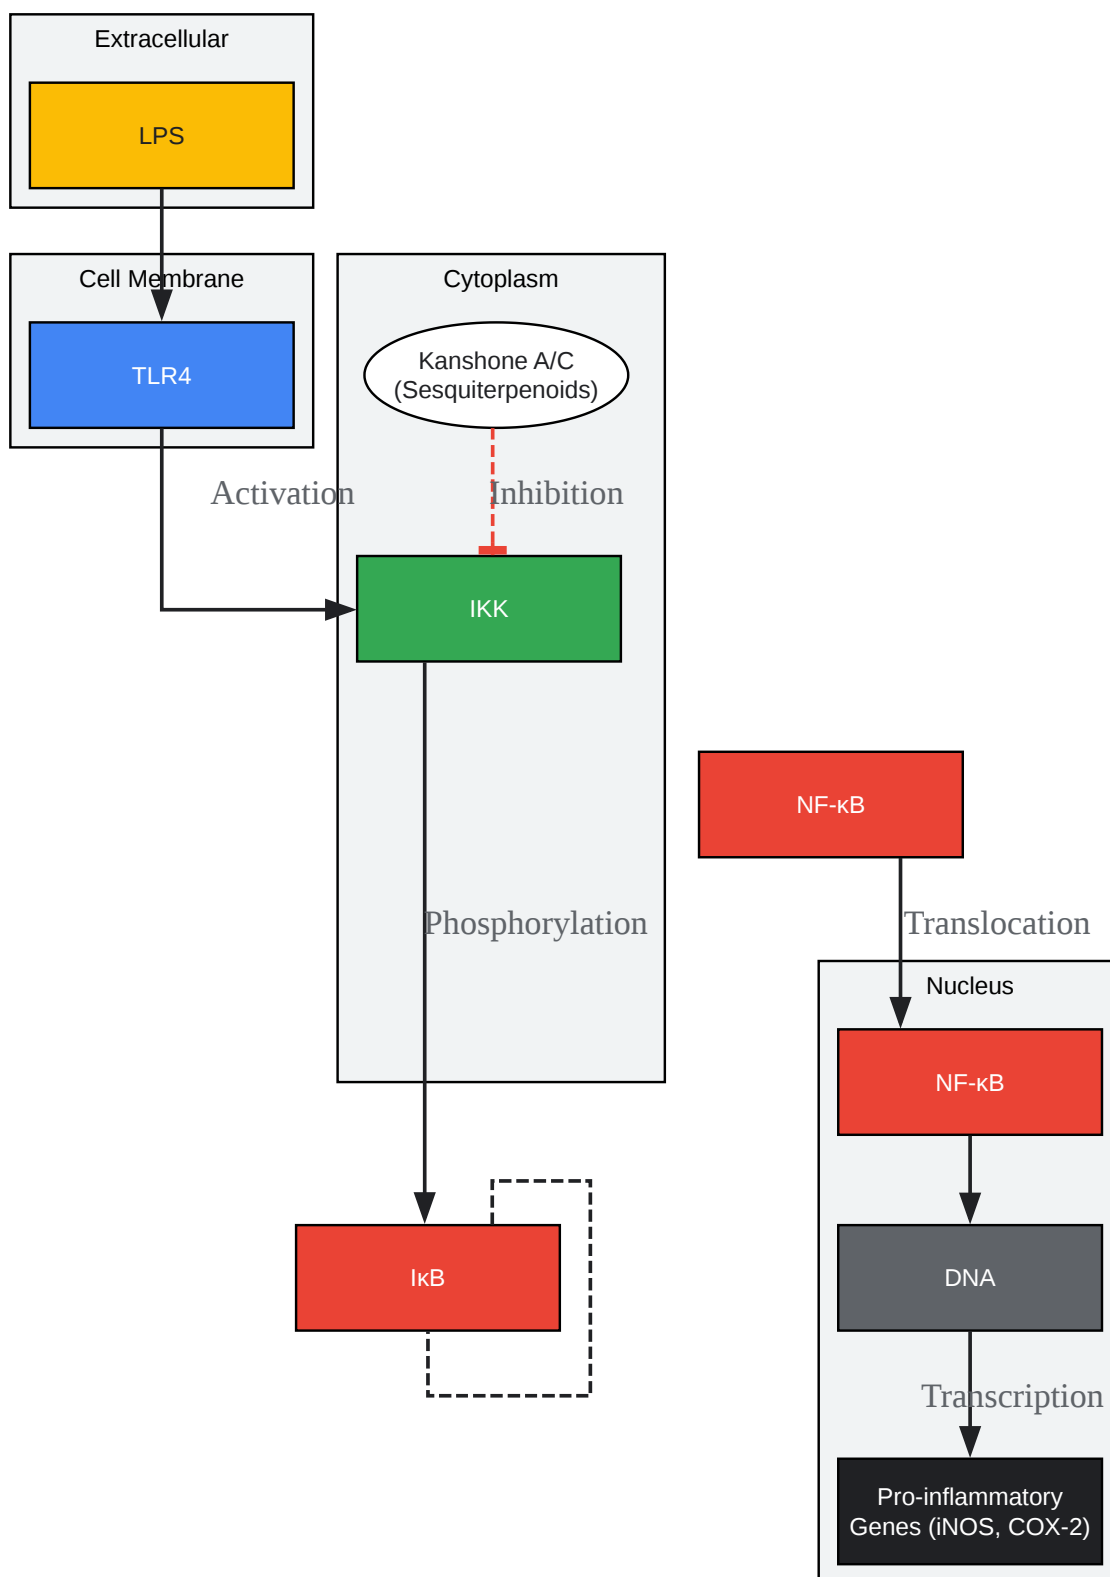 Extracellular
LPS
Cell Membrane
TLR4
Cytoplasm
Kanshone A/C
(Sesquiterpenoids)
Activation
Inhibition
IKK
NF-κB
Phosphorylation
Translocation
Nucleus
NF-κB
IκB
DNA
Transcription
Pro-inflammatory
Genes (iNOS, COX-2)